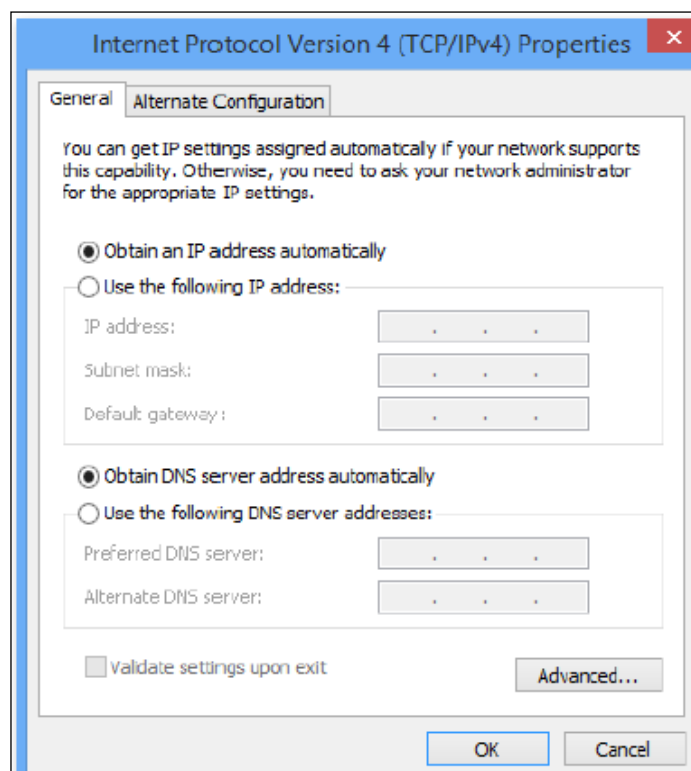 Internet Protocol Version 4 (TCP/IPv4) Properties
General
Alternate Configuration
You can get IP settings assigned automatically if your network supports
this capability. Otherwise, you need to ask your network administrator
for the appropriate IP settings.
Obtain an IP address automatically
Use the following IP address:
IP address:
Subnet mask:
Default gateway:
Obtain DNS server address automatically
Use the following DNS server addresses:
Preferred DNS server:
Alternate DNS server:
Validate settings upon exit
Advanced...
OK
Cancel